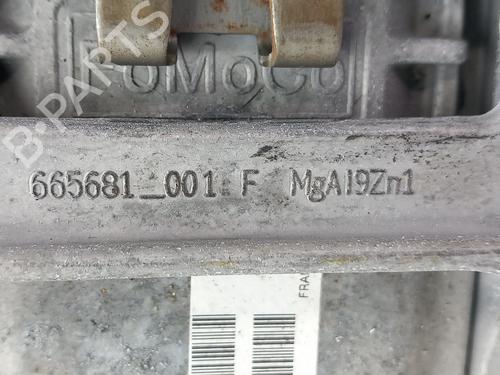 FoMoCo
B-PARTS
665681_001 F MgAl9Zn1
FRA